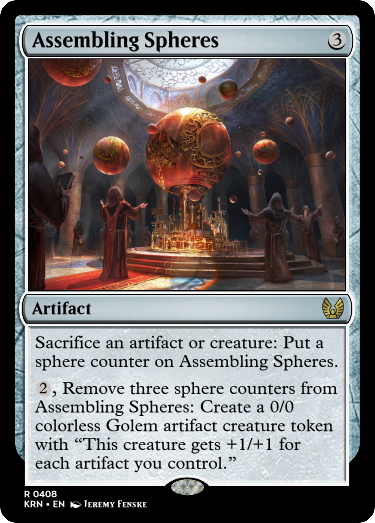 Assembling Spheres 3
Artifact
Sacrifice an artifact or creature: Put a
sphere counter on Assembling Spheres.
2, Remove three sphere counters from
Assembling Spheres: Create a 0/0
colorless Golem artifact creature token
with “This creature gets +1/+1 for
each artifact you control.”
R 0408
KRN • EN Jeremy Fenske